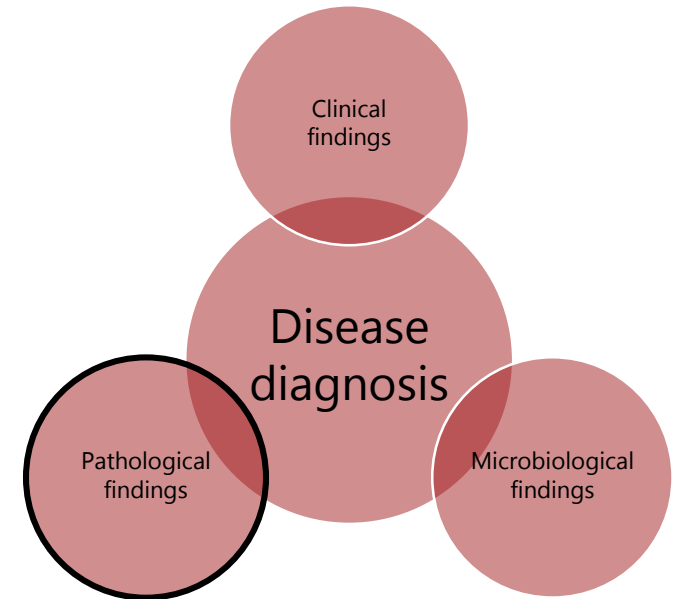 Clinical
findings
Disease
diagnosis
Pathological
findings
Microbiological
findings